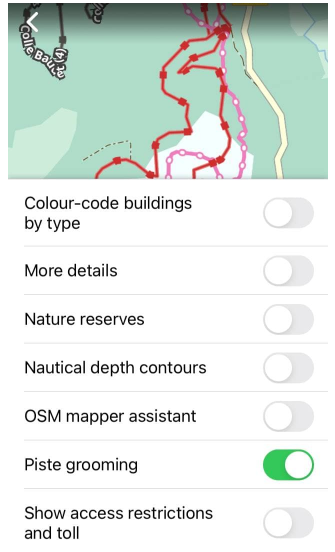 Colle Bau
Colour-code buildings
by type
More details
Nature reserves
Nautical depth contours
OSM mapper assistant
Piste grooming
Show access restrictions
and toll